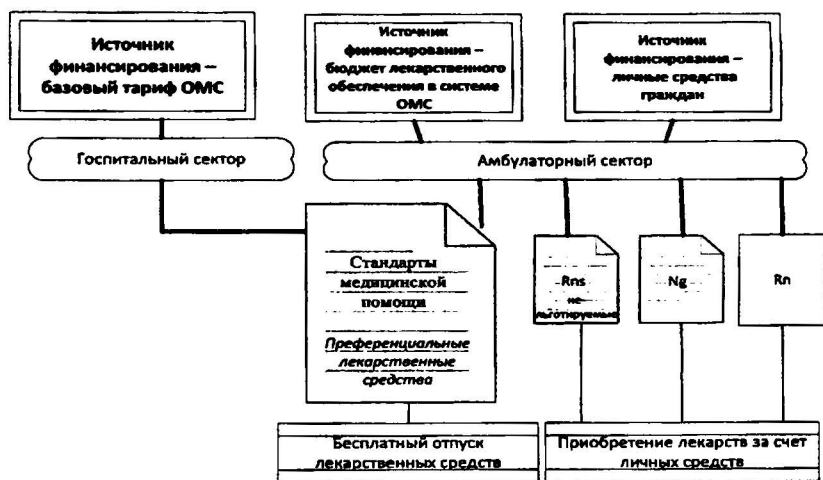 Источник
финансирования –
базовый тариф ОМС
Источник
финансирования –
бюджет лекарственного
обеспечения в системе
ОМС
Источник
финансирования –
личные средства
граждан
Госпитальный сектор
Амбулаторный сектор
Стандарты
медицинской
помощи
Преференциальные
лекарственные
средства
Rns
не
льготируемые
Ng
Rn
Бесплатный отпуск
лекарственных средств
Приобретение лекарств за счет
личных средств